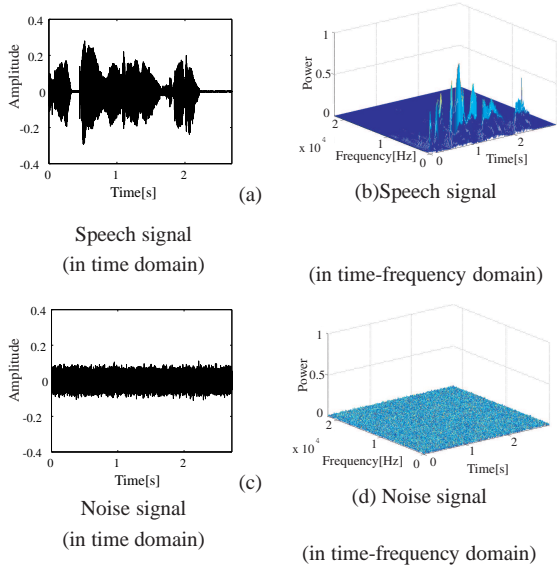 0.4
0.2
0
-0.2
-0.4
Amplitude
0
1
2
Time[s]
(a)
Speech signal
(in time domain)
1
0.5
0
Power
2
1
0
x 10 4
Frequency[Hz]
0
1
2
Time[s]
(b)Speech signal
(in time-frequency domain)
0.4
0.2
0
-0.2
-0.4
Amplitude
0
1
2
Time[s]
(c)
Noise signal
(in time domain)
1
0.5
0
Power
2
1
0
x 10 4
Frequency[Hz]
0
1
2
Time[s]
(d) Noise signal
(in time-frequency domain)